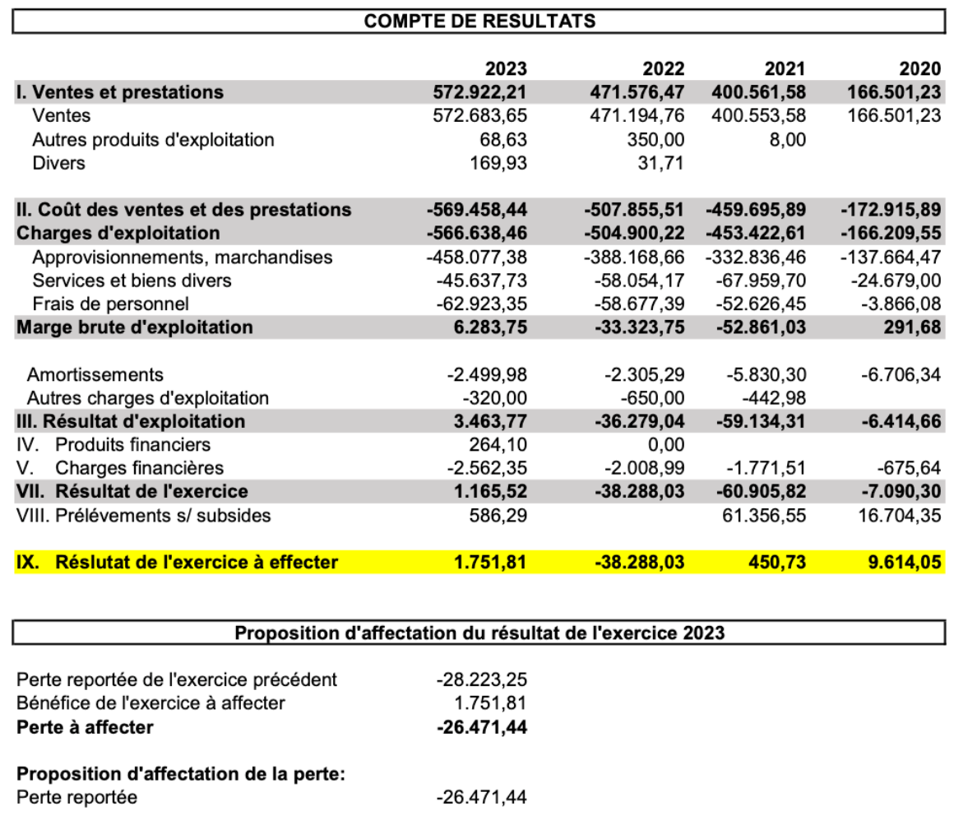 COMPTE DE RESULTATS
2023 2022 2021 2020
I. Ventes et prestations 572.922,21 471.576,47 400.561,58 166.501,23
Ventes 572.683,65 471.194,76 400.553,58 166.501,23
Autres produits d'exploitation 68,63 350,00 8,00
Divers 169,93 31,71
II. Coût des ventes et des prestations -569.458,44 -507.855,51 -459.695,89 -172.915,89
Charges d'exploitation -566.638,46 -504.900,22 -453.422,61 -166.209,55
Approvisionnements, marchandises -458.077,38 -388.168,66 -332.836,46 -137.664,47
Services et biens divers -45.637,73 -58.054,17 -67.959,70 -24.679,00
Frais de personnel -62.923,35 -58.677,39 -52.626,45 -3.866,08
Marge brute d'exploitation 6.283,75 -33.323,75 -52.861,03 291,68
Amortissements -2.499,98 -2.305,29 -5.830,30 -6.706,34
Autres charges d'exploitation -320,00 -650,00 -442,98
III. Résultat d'exploitation 3.463,77 -36.279,04 -59.134,31 -6.414,66
IV. Produits financiers 264,10 0,00
V. Charges financières -2.562,35 -2.008,99 -1.771,51 -675,64
VII. Résultat de l'exercice 1.165,52 -38.288,03 -60.905,82 -7.090,30
VIII. Prélévements s/ subsides 586,29 61.356,55 16.704,35
IX. Réslutat de l'exercice à effecter 1.751,81 -38.288,03 450,73 9.614,05
Proposition d'affectation du résultat de l'exercice 2023
Perte reportée de l'exercice précédent -28.223,25
Bénéfice de l'exercice à affecter 1.751,81
Perte à affecter -26.471,44
Proposition d'affectation de la perte:
Perte reportée -26.471,44